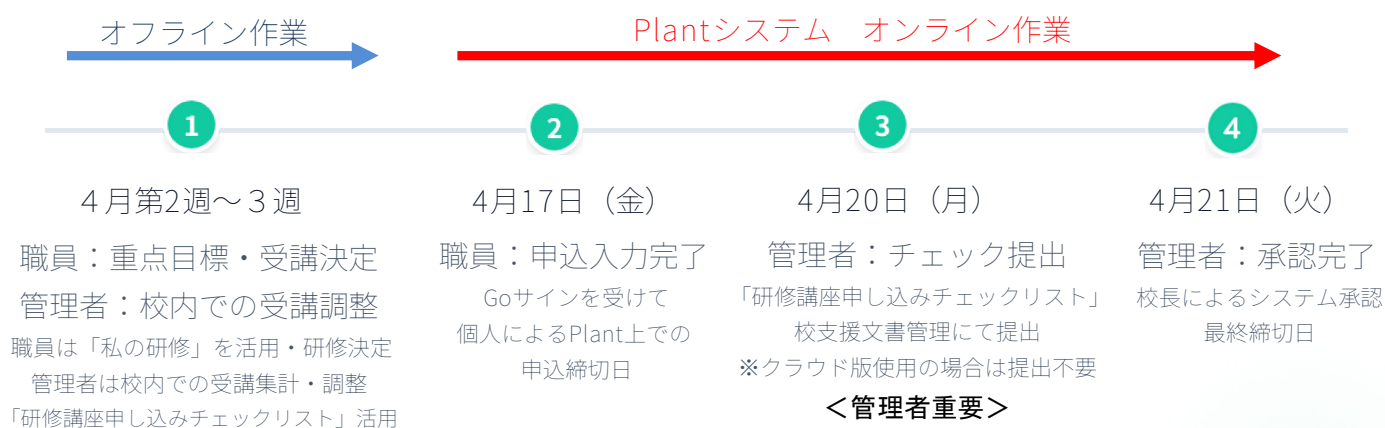 オフライン作業
Plantシステム　オンライン作業
1
2
3
4
４月第2週～３週
職員：重点目標・受講決定
管理者：校内での受講調整
職員は「私の研修」を活用・研修決定
管理者は校内での受講集計・調整
「研修講座申し込みチェックリスト」活用
4月17日（金）
職員：申込入力完了
Goサインを受けて
個人によるPlant上での
申込締切日
4月20日（月）
管理者：チェック提出
「研修講座申し込みチェックリスト」
校支援文書管理にて提出
※クラウド版使用の場合は提出不要
＜管理者重要＞
4月21日（火）
管理者：承認完了
校長によるシステム承認
最終締切日